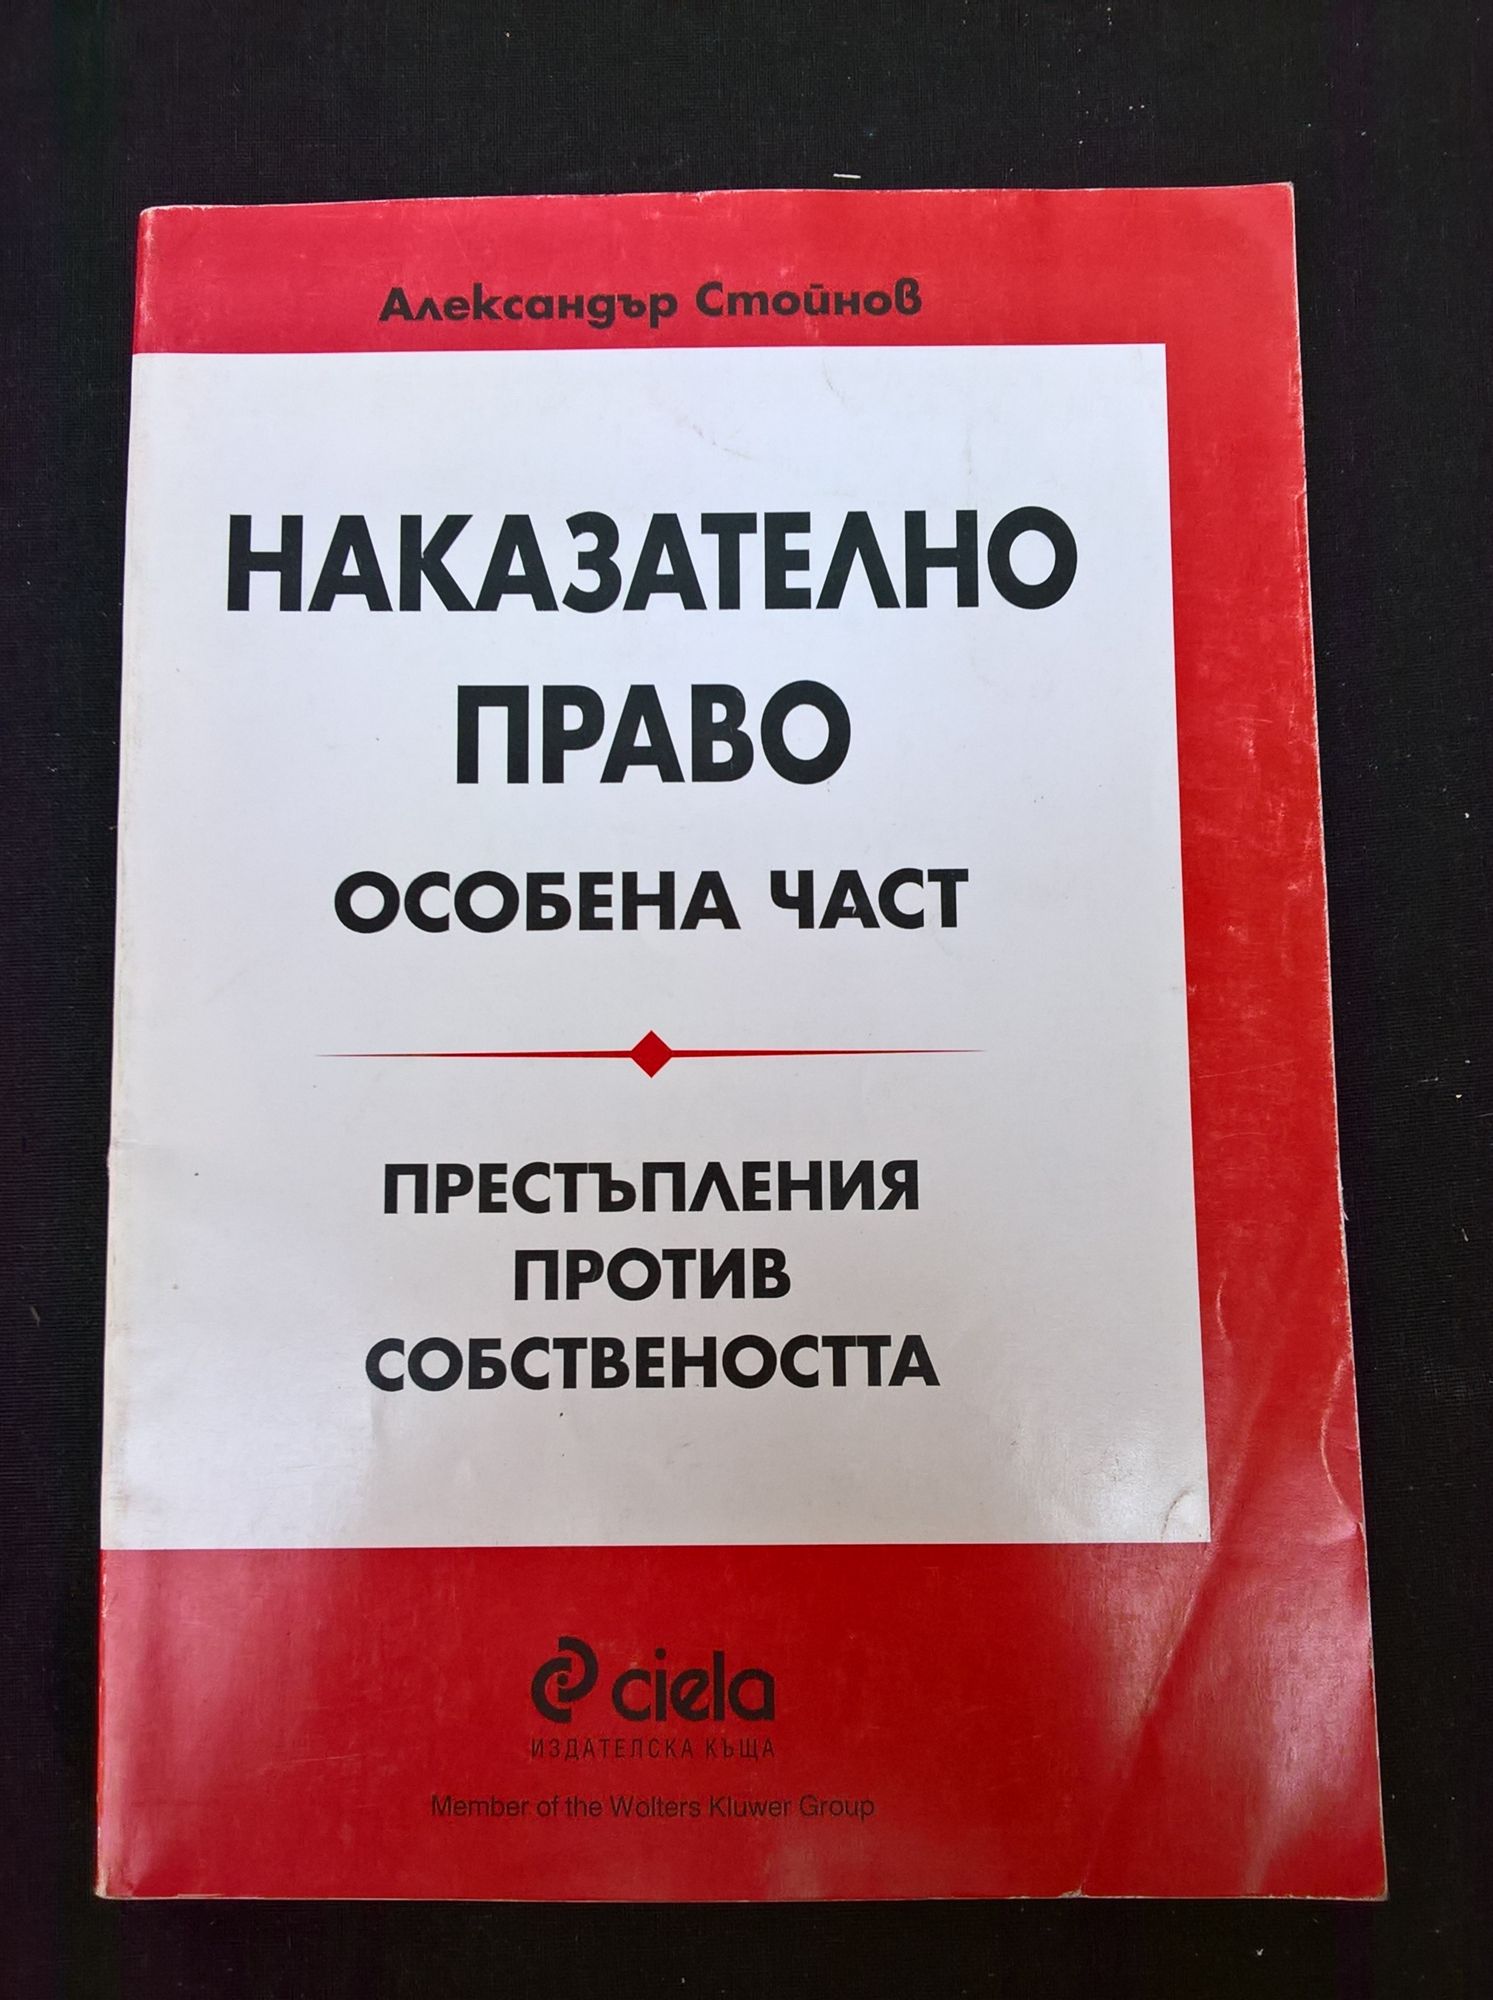 Александър Стойнов
НАКАЗАТЕЛНО
ПРАВО
ОСОБЕНА ЧАСТ
ПРЕСТЪПЛЕНИЯ
ПРОТИВ
СОБСТВЕНОСТТА
ciela
ИЗДАТЕЛСКА КЪЩА
Member of the Wolters Kluwer Group